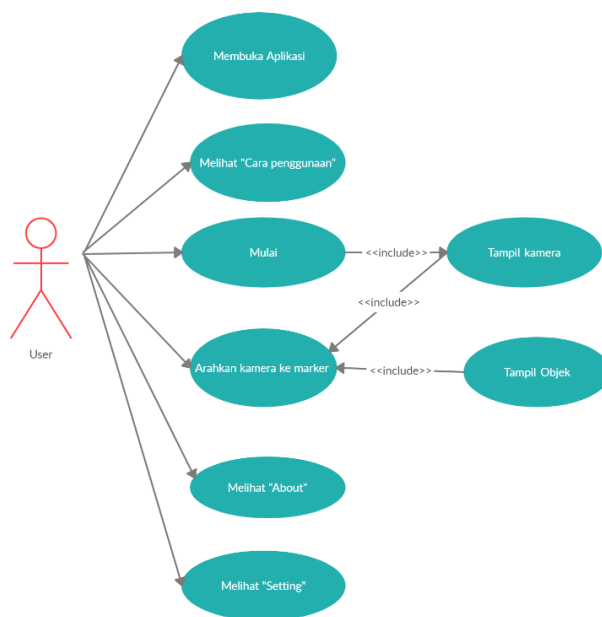 Membuka Aplikasi
Melihat "Cara penggunaan"
Mulai
<<include>>
Tampil kamera
<<include>>
User
Arahkan kamera ke marker
<<include>>
Tampil Objek
Melihat "About"
Melihat "Setting"